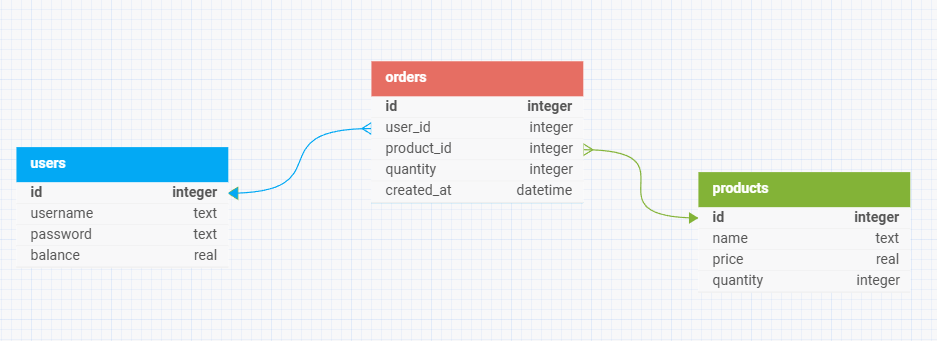 users
id integer
username text
password text
balance real
orders
id integer
user_id integer
product_id integer
quantity integer
created_at datetime
products
id integer
name text
price real
quantity integer